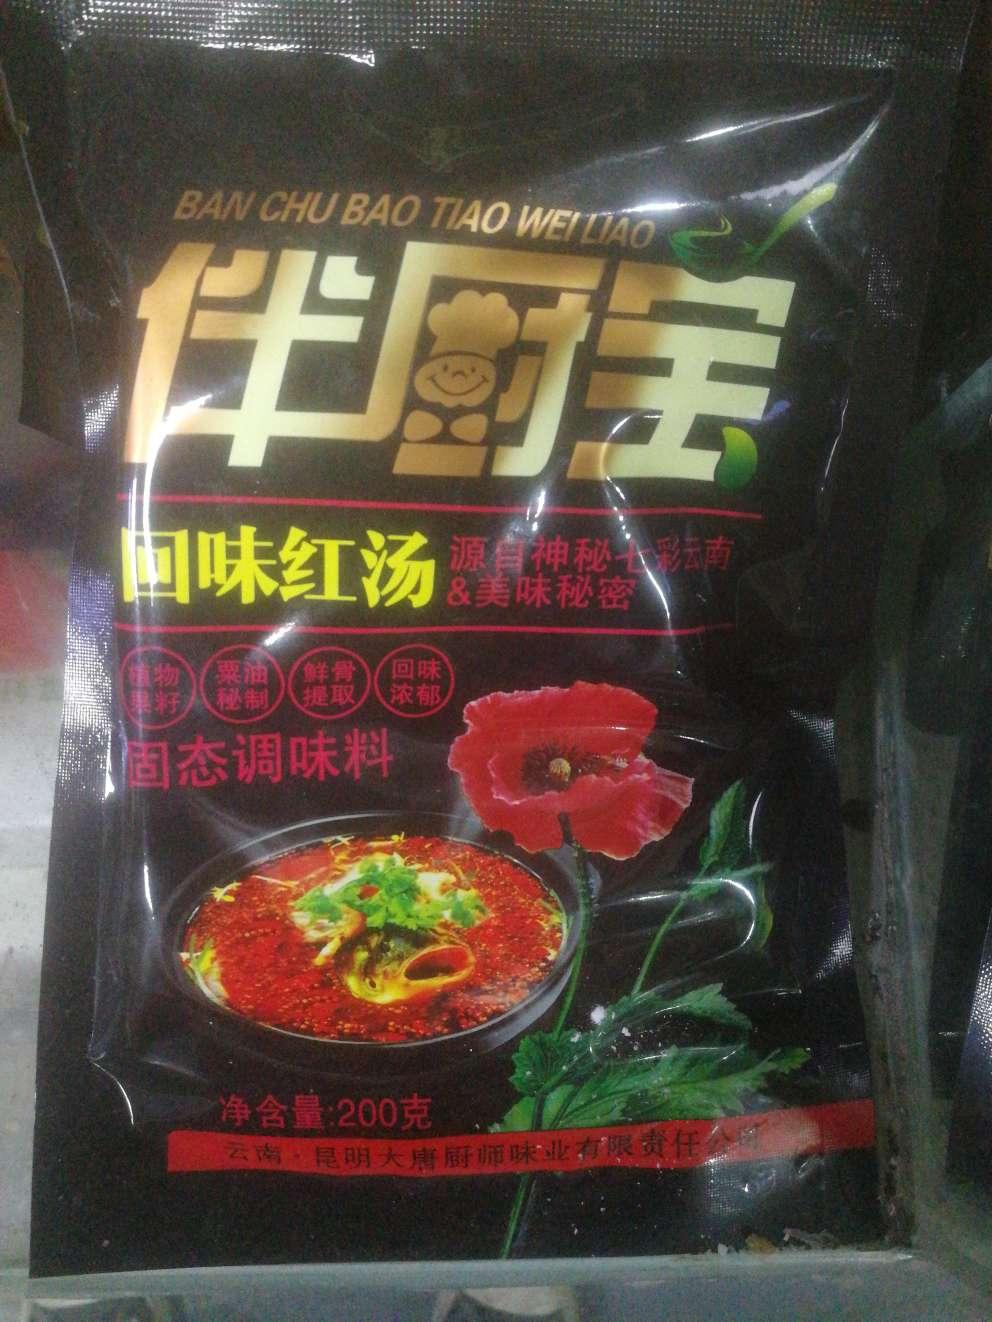 BAN CHU BAO TIAO WEI LIAO
伴厨宝
回味红汤
源自神秘七彩云南
&美味秘密
植物果籽
粟油秘制
鲜骨提取
回味浓郁
固态调味料
净含量:200克
云南·昆明大唐厨师味业有限责任公司